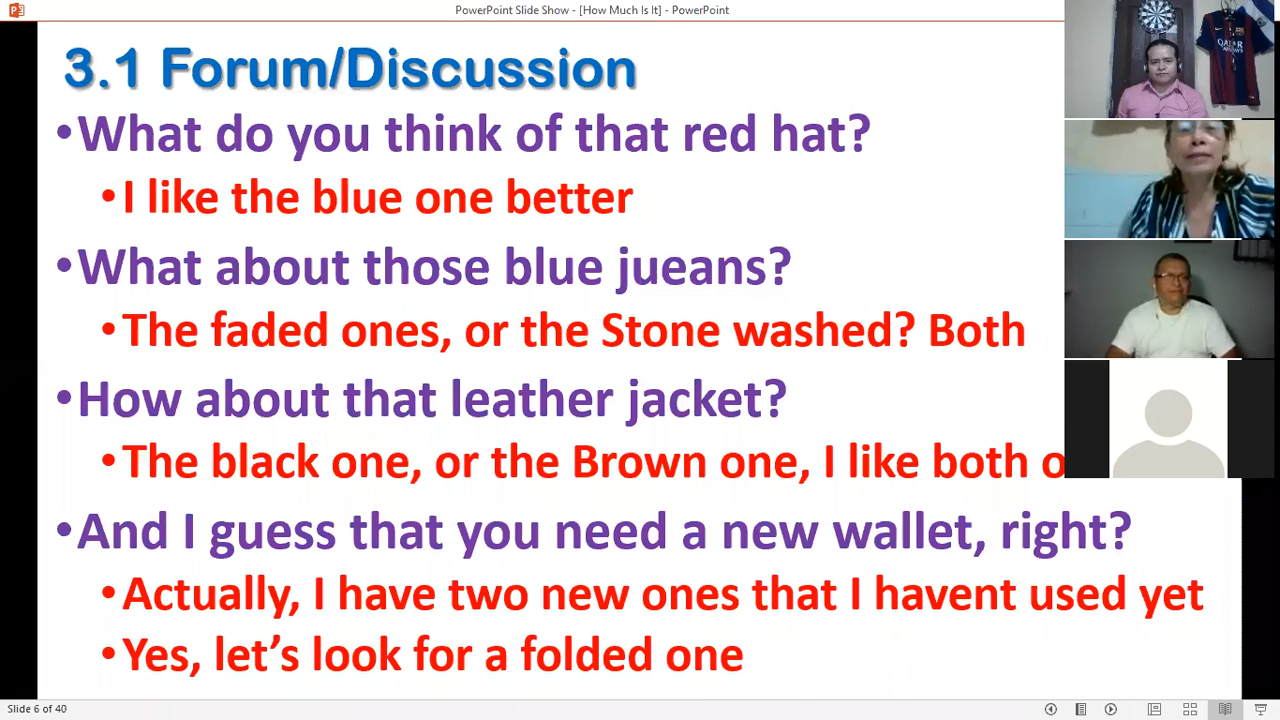 PowerPoint Slide Show - [How Much Is It] - PowerPoint
3.1 Forum/Discussion
•What do you think of that red hat?
•I like the blue one better
•What about those blue jueans?
•The faded ones, or the Stone washed? Both
•How about that leather jacket?
•The black one, or the Brown one, I like both o
•And I guess that you need a new wallet, right?
•Actually, I have two new ones that I havent used yet
•Yes, let's look for a folded one
Slide 6 of 40